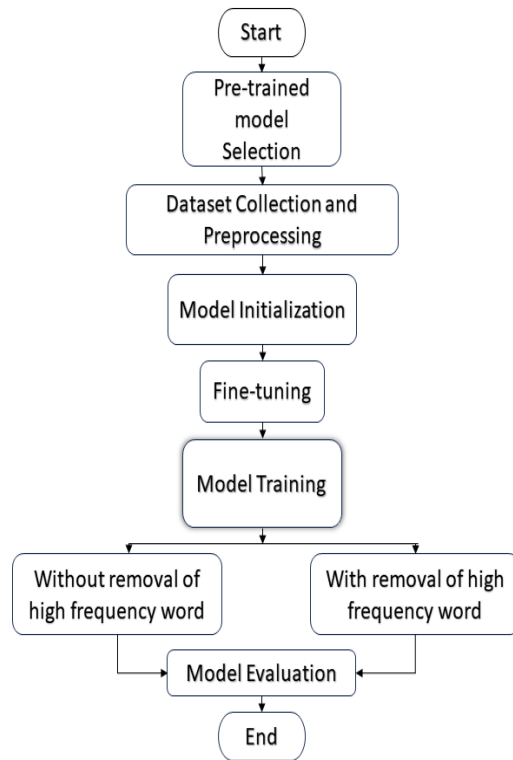 Start
Pre-trained
model
Selection
Dataset Collection and
Preprocessing
Model Initialization
Fine-tuning
Model Training
Without removal of
high frequency word
With removal of high
frequency word
Model Evaluation
End